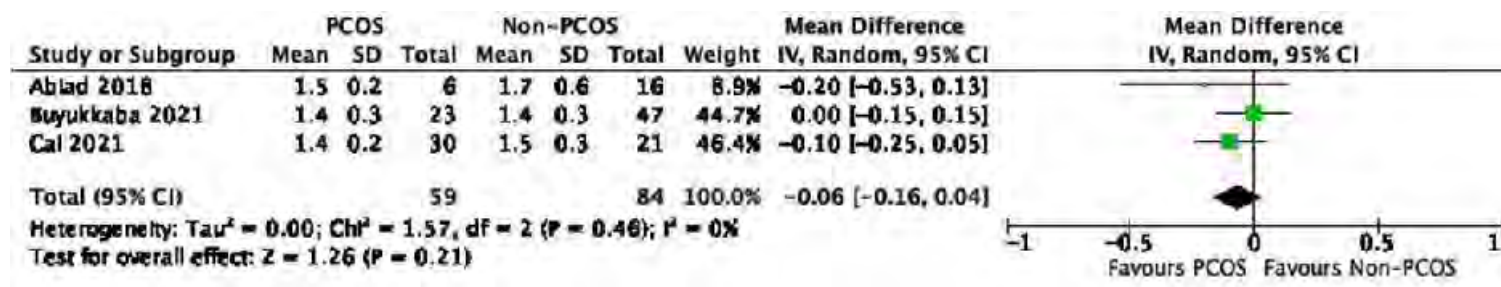 PCOS Non-PCOS Mean Difference Mean Difference
Study or Subgroup Mean SD Total Mean SD Total Weight IV, Random, 95% CI IV, Random, 95% CI
Ablad 2018 1.5 0.2 6 1.7 0.6 16 8.9% −0.20 [−0.53, 0.13]
Buyukkaba 2021 1.4 0.3 23 1.4 0.3 47 44.7% 0.00 [−0.15, 0.15]
Cal 2021 1.4 0.2 30 1.5 0.3 21 46.4% −0.10 [−0.25, 0.05]
Total (95% CI) 59 84 100.0% −0.06 [−0.16, 0.04]
Heterogeneity: Tau² = 0.00; Chi² = 1.57, df = 2 (P = 0.46); I² = 0%
Test for overall effect: Z = 1.26 (P = 0.21)
−1 −0.5 0 0.5 1
Favours PCOS Favours Non-PCOS